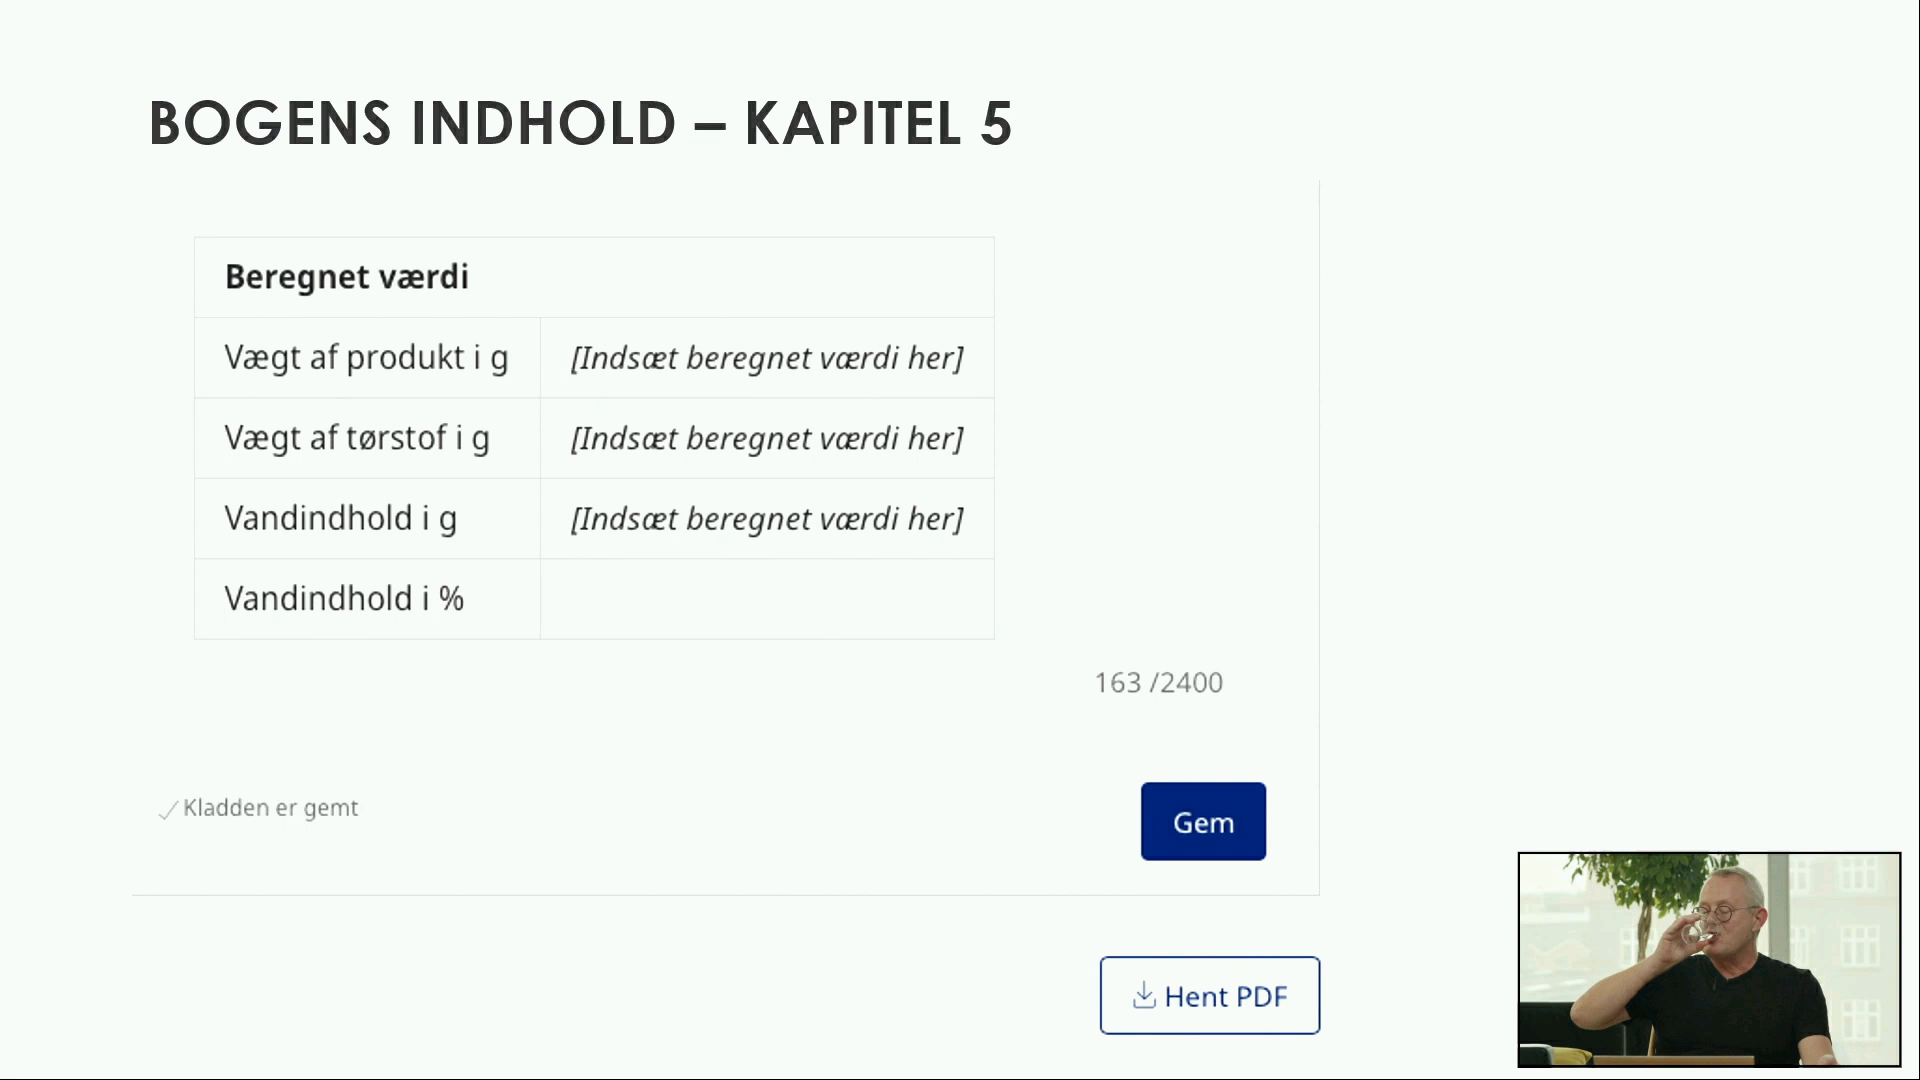 BOGENS INDHOLD – KAPITEL 5
Beregnet værdi
Vægt af produkt i g [Indsæt beregnet værdi her]
Vægt af tørstof i g [Indsæt beregnet værdi her]
Vandindhold i g [Indsæt beregnet værdi her]
Vandindhold i %
163 /2400
Kladden er gemt
Gem
Hent PDF